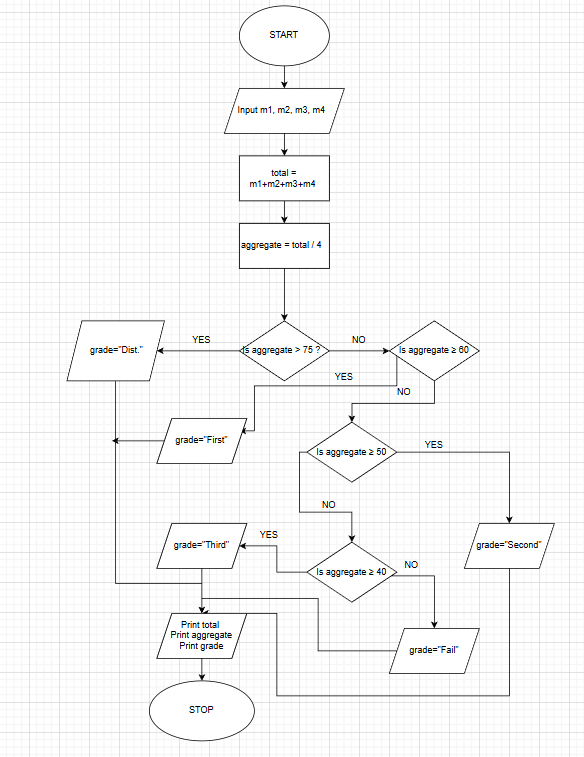 START
Input m1, m2, m3, m4
total =
m1+m2+m3+m4
aggregate = total / 4
grade="Dist."
YES
Is aggregate > 75 ?
NO
Is aggregate ≥ 60
YES
NO
grade="First"
Is aggregate ≥ 50
YES
NO
grade="Third"
YES
Is aggregate ≥ 40
NO
grade="Second"
Print total
Print aggregate
Print grade
grade="Fail"
STOP